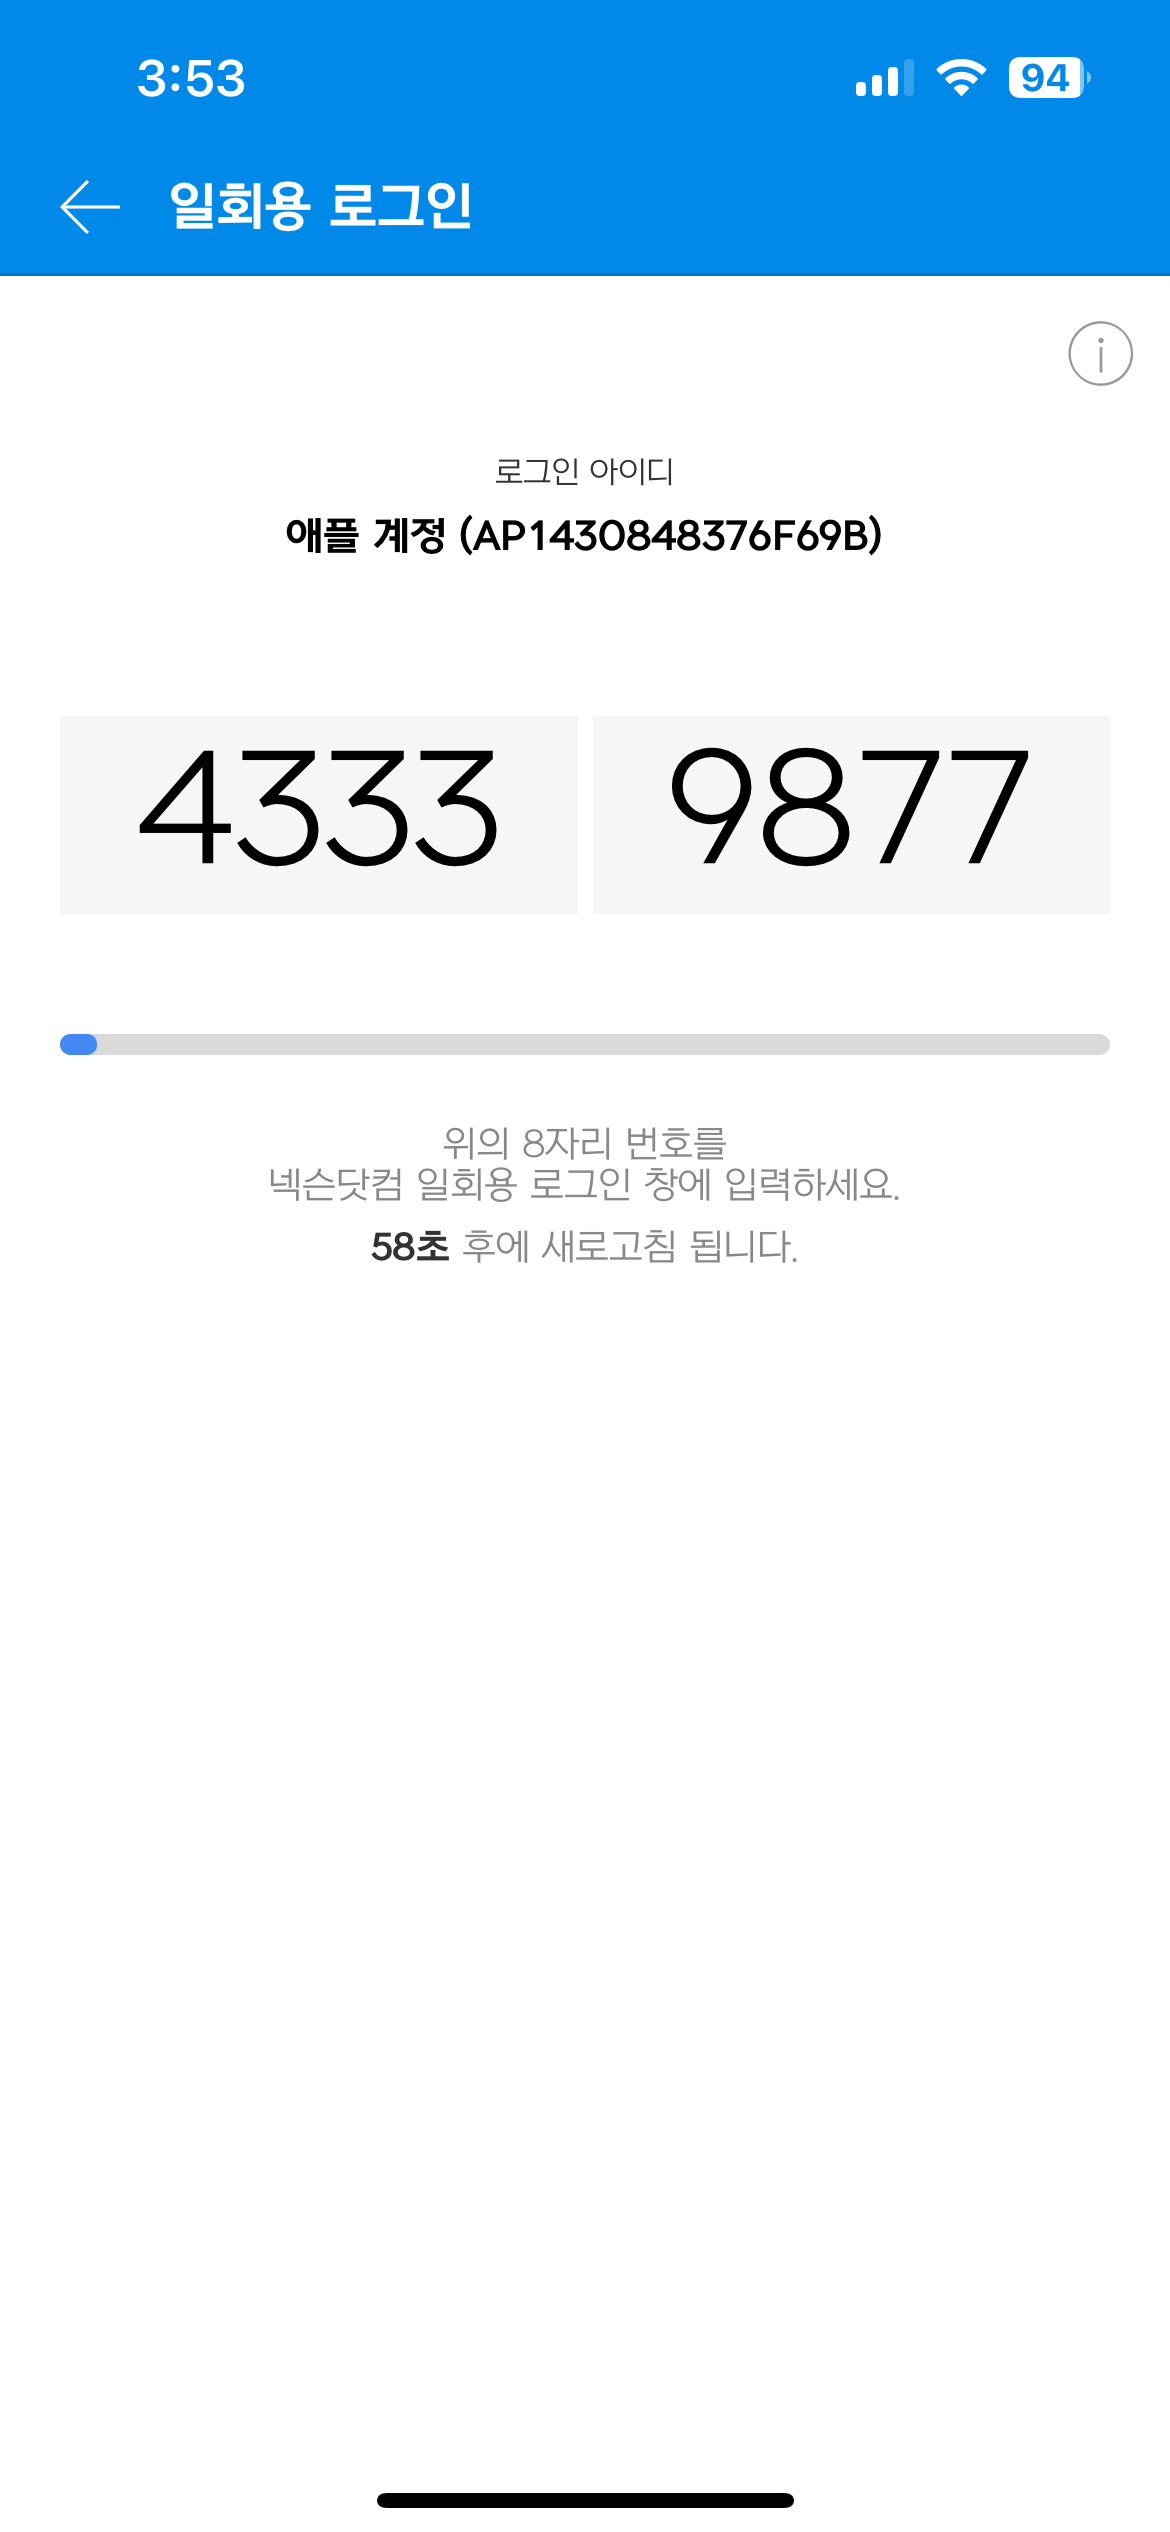 3:53
94
일회용 로그인
로그인 아이디
애플 계정 (AP1430848376F69B)
4333 9877
위의 8자리 번호를
넥슨닷컴 일회용 로그인 창에 입력하세요.
58초 후에 새로고침 됩니다.